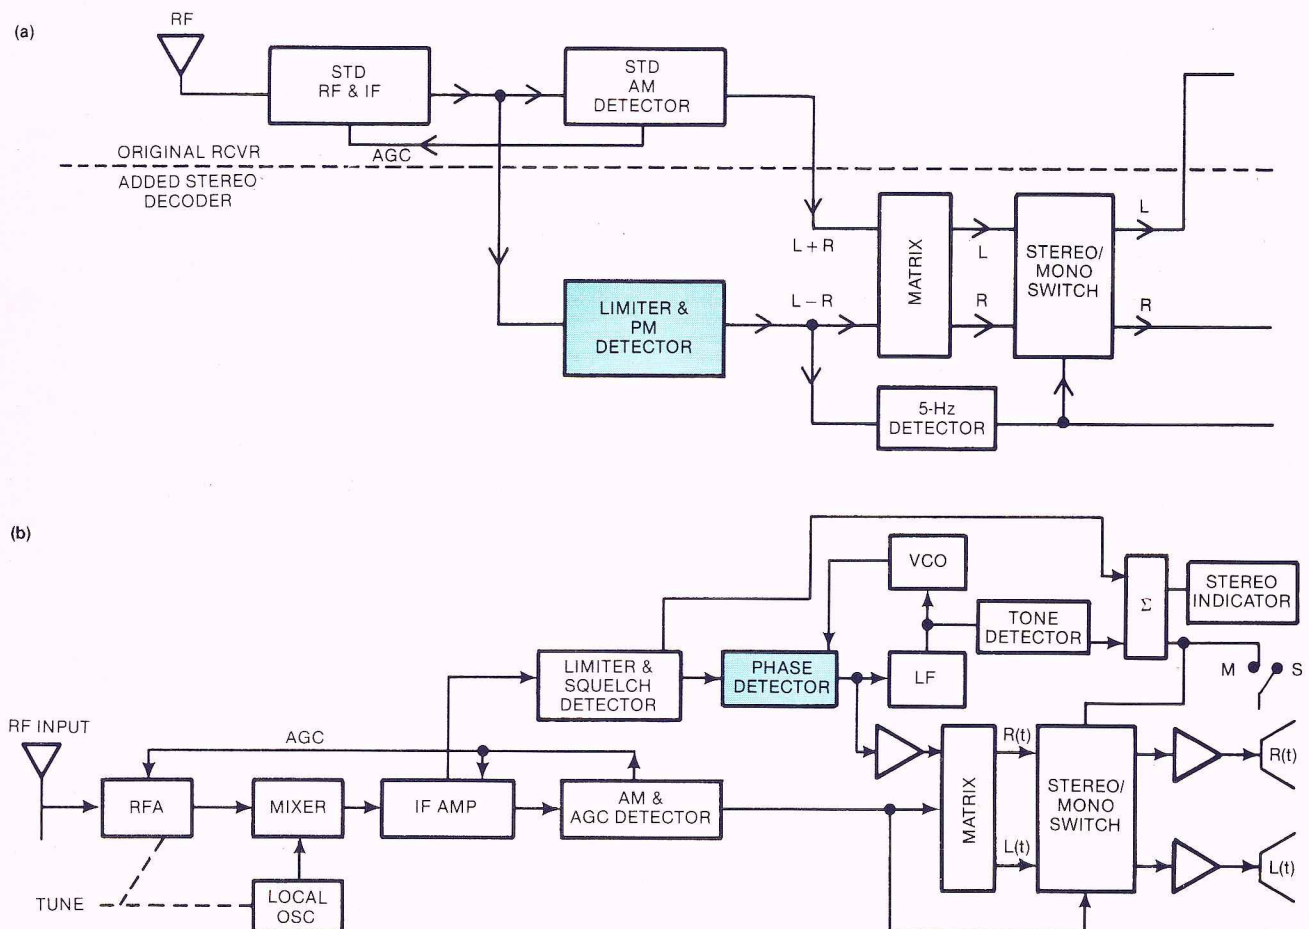 (a)
RF
STD
RF & IF
STD
AM
DETECTOR
AGC
ORIGINAL RCVR
ADDED STEREO
DECODER
L + R
MATRIX
L
R
STEREO/
MONO
SWITCH
L
R
LIMITER &
PM
DETECTOR
L – R
5-Hz
DETECTOR
(b)
VCO
Σ
STEREO
INDICATOR
TONE
DETECTOR
LIMITER &
SQUELCH
DETECTOR
PHASE
DETECTOR
LF
M
S
RF INPUT
AGC
RFA
MIXER
IF AMP
AM &
AGC DETECTOR
MATRIX
R(t)
L(t)
STEREO/
MONO
SWITCH
R(t)
L(t)
TUNE
LOCAL
OSC